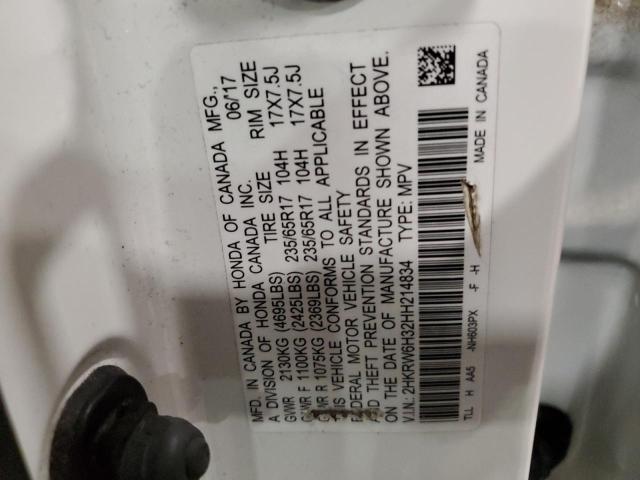 MFD. IN CANADA BY HONDA OF CANADA MFG.,
A DIVISION OF HONDA CANADA INC. 06/17
TIRE SIZE RIM SIZE
GVWR 2130KG (4695LBS)
GAWR F 1100KG (2425LBS) 235/65R17 104H 17X7.5J
GAWR R 1075KG (2369LBS) 235/65R17 104H 17X7.5J
THIS VEHICLE CONFORMS TO ALL APPLICABLE
FEDERAL MOTOR VEHICLE SAFETY
AND THEFT PREVENTION STANDARDS IN EFFECT
ON THE DATE OF MANUFACTURE SHOWN ABOVE.
V.I.N.: 2HKRW6H32HH214834 TYPE: MPV
NH603PX
TLL H AA5 -NH603PX -F -H MADE IN CANADA